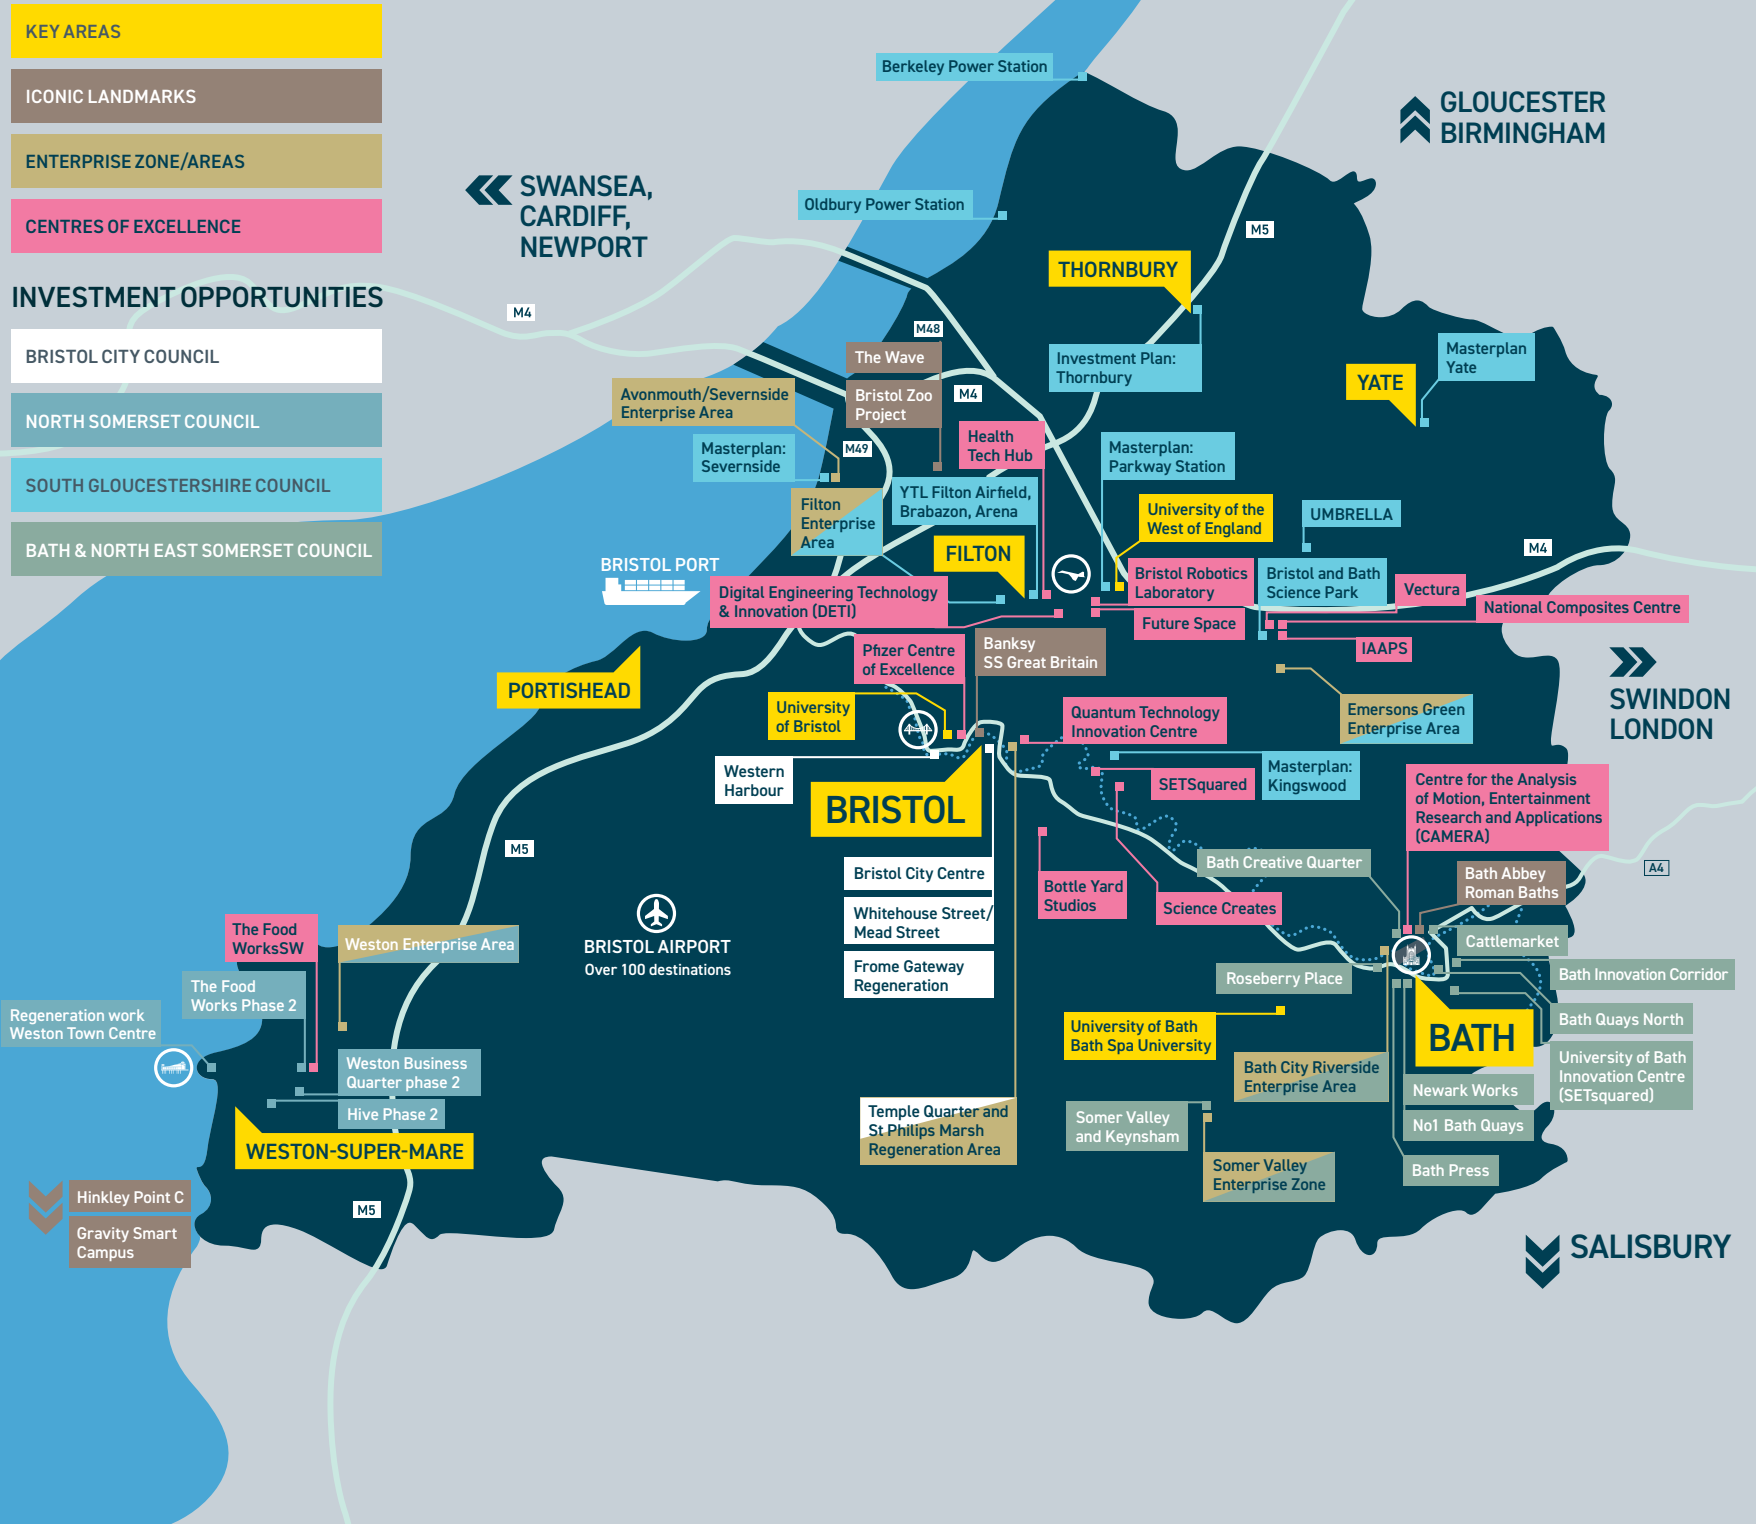 KEY AREAS
ICONIC LANDMARKS
ENTERPRISE ZONE/AREAS
CENTRES OF EXCELLENCE
INVESTMENT OPPORTUNITIES
BRISTOL CITY COUNCIL
NORTH SOMERSET COUNCIL
SOUTH GLOUCESTERSHIRE COUNCIL
BATH & NORTH EAST SOMERSET COUNCIL
Berkeley Power Station
GLOUCESTER
BIRMINGHAM
SWANSEA,
CARDIFF,
NEWPORT
Oldbury Power Station
M5
THORNBURY
M4
M48
The Wave
Investment Plan:
Thornbury
Masterplan
Yate
YATE
Avonmouth/Severnside
Enterprise Area
Bristol Zoo
Project
M4
Health
Tech Hub
Masterplan:
Severnside
M49
Masterplan:
Parkway Station
YTL Filton Airfield,
Brabazon, Arena
Filton
Enterprise
Area
University of the
West of England
UMBRELLA
M4
FILTON
BRISTOL PORT
Digital Engineering Technology
& Innovation (DETI)
Bristol Robotics
Laboratory
Bristol and Bath
Science Park
Vectura
National Composites Centre
Future Space
IAAPS
Pfizer Centre
of Excellence
Banksy
SS Great Britain
PORTISHEAD
SWINDON
LONDON
University
of Bristol
Quantum Technology
Innovation Centre
Emersons Green
Enterprise Area
Western
Harbour
SETSquared
Masterplan:
Kingswood
BRISTOL
Centre for the Analysis
of Motion, Entertainment
Research and Applications
(CAMERA)
M5
Bristol City Centre
Bath Creative Quarter
A4
Bottle Yard
Studios
Bath Abbey
Roman Baths
Whitehouse Street/
Mead Street
Science Creates
BRISTOL AIRPORT
Over 100 destinations
The Food
WorksSW
Weston Enterprise Area
Cattlemarket
Frome Gateway
Regeneration
Roseberry Place
Bath Innovation Corridor
The Food
Works Phase 2
Regeneration work
Weston Town Centre
University of Bath
Bath Spa University
BATH
Bath Quays North
Weston Business
Quarter phase 2
Bath City Riverside
Enterprise Area
University of Bath
Innovation Centre
(SETsquared)
Newark Works
Hive Phase 2
Temple Quarter and
St Philips Marsh
Regeneration Area
Somer Valley
and Keynsham
No1 Bath Quays
WESTON-SUPER-MARE
Somer Valley
Enterprise Zone
Bath Press
Hinkley Point C
M5
Gravity Smart
Campus
SALISBURY